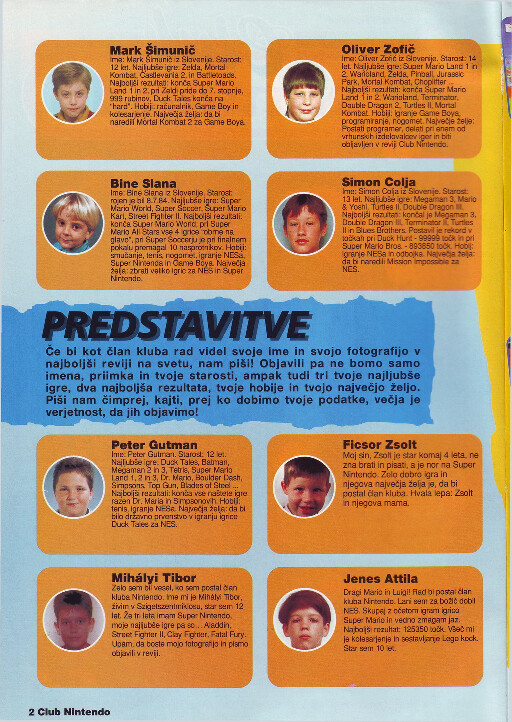 Mark Šimunič
Ime: Mark Šimunič iz Slovenije. Starost:
12 let. Najljubše igre: Zelda, Mortal
Kombat, Castlevania 2, in Battletoads.
Najboljši rezultati: konča Super Mario
Land 1 in 2, pri Zeldi pride do 7. stopnje,
999 rubinov, Duck Tales konča na
"hard". Hobiji: računalnik, Game Boy in
kolesarjenje. Največja želja: da bi
naredili Mortal Kombat 2 za Game Boya.
Oliver Zofič
Ime: Oliver Zofič iz Slovenije. Starost: 14
let. Najljubše igre: Super Mario Land 1 in
2, Warioland, Zelda, Pinball, Jurassic
Park, Mortal Kombat, Choplifter ...
Najboljši rezultati: konča Super Mario
Land 1 in 2, Warioland, Terminator,
Double Dragon 2, Turtles II, Mortal
Kombat. Hobiji: igranje Game Boya,
programiranje, nogomet. Največje želje:
Postati programer, delati pri enem od
vrhunskih izdelovalcev iger in biti
objavljen v reviji Club Nintendo.
Bine Slana
Ime: Bine Slana iz Slovenije. Starost:
rojen je bil 8.7.84. Najljubše igre: Super
Mario World, Super Soccer, Super Mario
Kart, Street Fighter II. Najboljši rezultati:
konča Super Mario World; pri Super
Mario All Stars vse 4 igrice "obrne na
glavo", pri Super Soccerju je pri finalnem
pokalu premagal 10 nasprotnikov. Hobiji:
smučanje, tenis, nogomet, igranje NESa,
Super Nintenda in Game Boya. Največja
želja: zbrati veliko igric za NES in Super
Nintendo.
Simon Colja
Ime: Simon Colja iz Slovenije. Starost:
13 let. Najljubše igre: Megaman 3, Mario
& Yoshi, Turtles II, Double Dragon III.
Najboljši rezultati: končal je Megaman 3,
Double Dragon III, Terminator II, Turtles
II in Blues Brothers. Postavil je rekord v
točkah pri Duck Hunt - 99999 točk in pri
Super Mario Bros. - 893650 točk. Hobiji:
igranje NESa in odbojka. Največja želja:
da bi naredili Mission Impossible za
NES.
PREDSTAVITVE
Če bi kot član kluba rad videl svoje ime in svojo fotografijo v
najboljši reviji na svetu, nam piši! Objavili pa ne bomo samo
imena, priimka in tvoje starosti, ampak tudi tri tvoje najljubše
igre, dva najboljša rezultata, tvoje hobije in tvojo največjo željo.
Piši nam čimprej, kajti, prej ko dobimo tvoje podatke, večja je
verjetnost, da jih objavimo!
Peter Gutman
Ime: Peter Gutman. Starost: 12 let.
Najljubše igre: Duck Tales, Batman,
Megaman 2 in 3, Tetris, Super Mario
Land 1, 2 in 3, Dr. Mario, Boulder Dash,
Simpsons, Top Gun, Blades of Steel ...
Najboljši rezultati: konča vse naštete igre
razen Dr. Maria in Simpsonovih. Hobiji:
tenis, igranje NESa. Največja želja: da bi
bilo državno prvenstvo v igranju igrice
Duck Tales za NES.
Ficsor Zsolt
Moj sin, Zsolt je star komaj 4 leta, ne
zna brati in pisati, a je nor na Super
Nintendo. Zelo dobro igra in
njegova največja želja je, da bi
postal član kluba. Hvala lepa: Zsolt
in njegova mama.
Mihályi Tibor
Zelo sem bil vesel, ko sem postal član
kluba Nintendo. Ime mi je Mihályi Tibor,
živim v Szigetszentmiklosu, star sem 12
let. Že tri leta imam Super Nintendo,
moje najljubše igre pa so... Aladdin,
Street Fighter II, Clay Fighter, Fatal Fury.
Upam, da boste mojo fotografijo in pismo
objavili v reviji.
Jenes Attila
Dragi Mario in Luigi! Rad bi postal član
kluba Nintendo. Lani sem za božič dobil
NES. Skupaj z očetom igram igrico
Super Mario in vedno zmagam jaz.
Najboljši rezultat: 125350 točk. Všeč mi
je kolesarjenje in sestavljanje Lego kock.
Star sem 10 let.
2 Club Nintendo